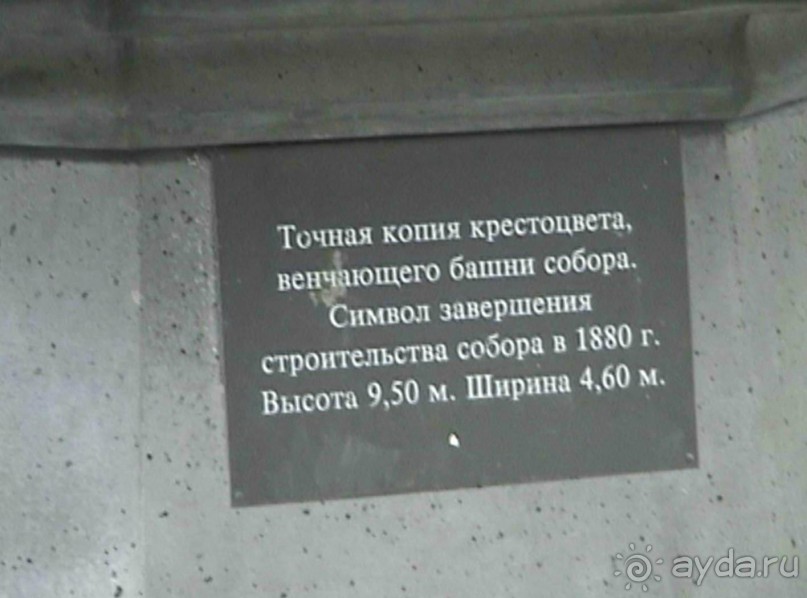 Точная копия крестоцвета,
венчающего башни собора.
Символ завершения
строительства собора в 1880 г.
Высота 9,50 м. Ширина 4,60 м.
ayda.ru